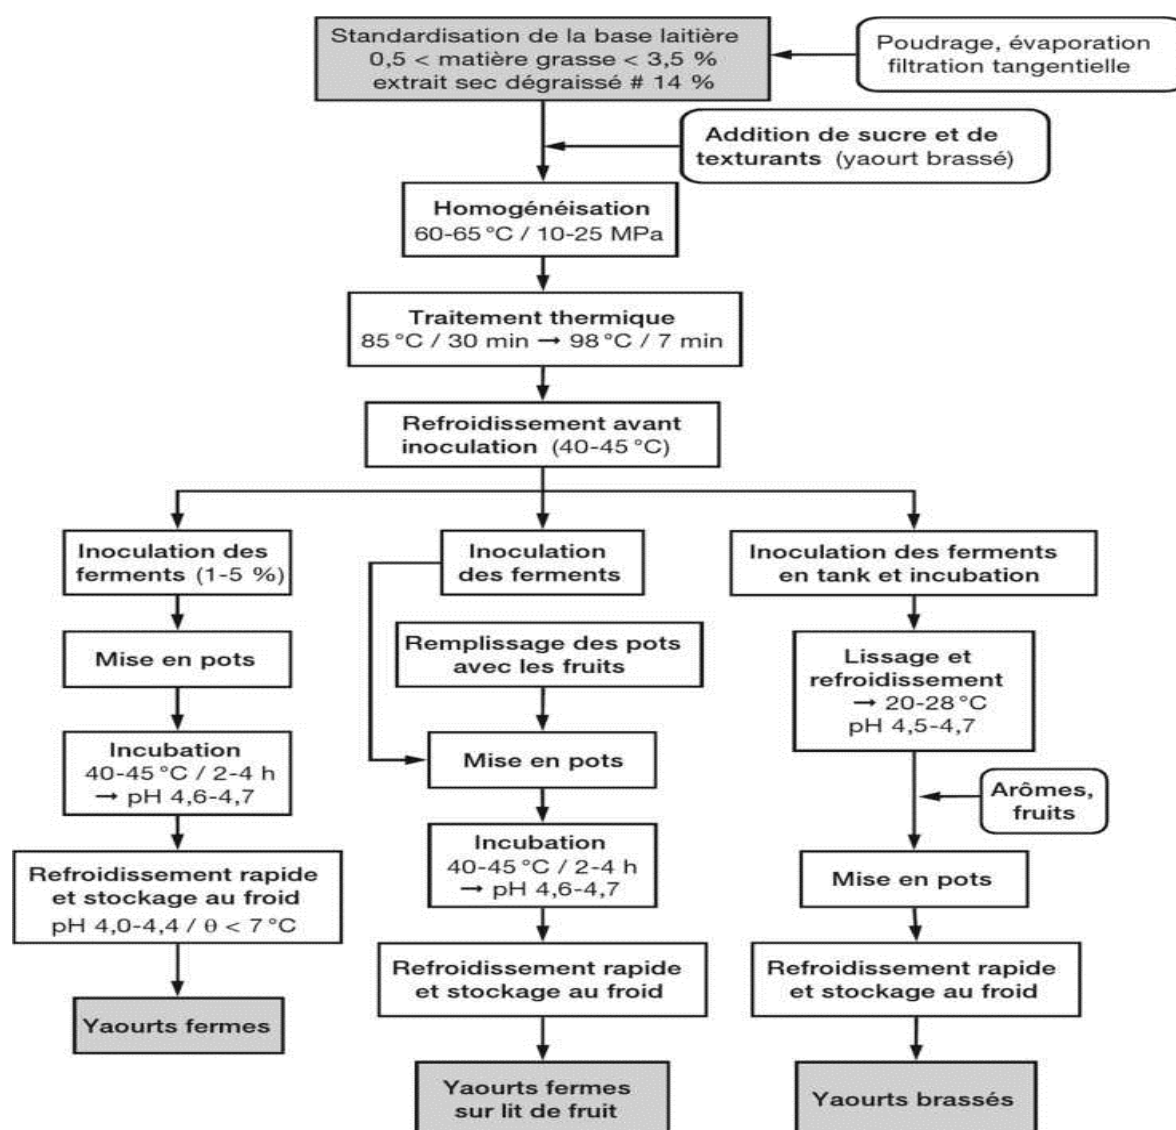 Standardisation de la base laitière
0,5 < matière grasse < 3,5 %
extrait sec dégraissé # 14 %
Poudrage, évaporation
filtration tangentielle
Addition de sucre et de
texturants (yaourt brassé)
Homogénéisation
60-65 °C / 10-25 MPa
Traitement thermique
85 °C / 30 min → 98 °C / 7 min
Refroidissement avant
inoculation (40-45 °C)
Inoculation des
ferments (1-5 %)
Mise en pots
Incubation
40-45 °C / 2-4 h
→ pH 4,6-4,7
Refroidissement rapide
et stockage au froid
pH 4,0-4,4 / θ < 7 °C
Yaourts fermes
Inoculation
des ferments
Remplissage des pots
avec les fruits
Mise en pots
Incubation
40-45 °C / 2-4 h
→ pH 4,6-4,7
Refroidissement rapide
et stockage au froid
Yaourts fermes
sur lit de fruit
Inoculation des ferments
en tank et incubation
Lissage et
refroidissement
→ 20-28 °C
pH 4,5-4,7
Arômes,
fruits
Mise en pots
Refroidissement rapide
et stockage au froid
Yaourts brassés